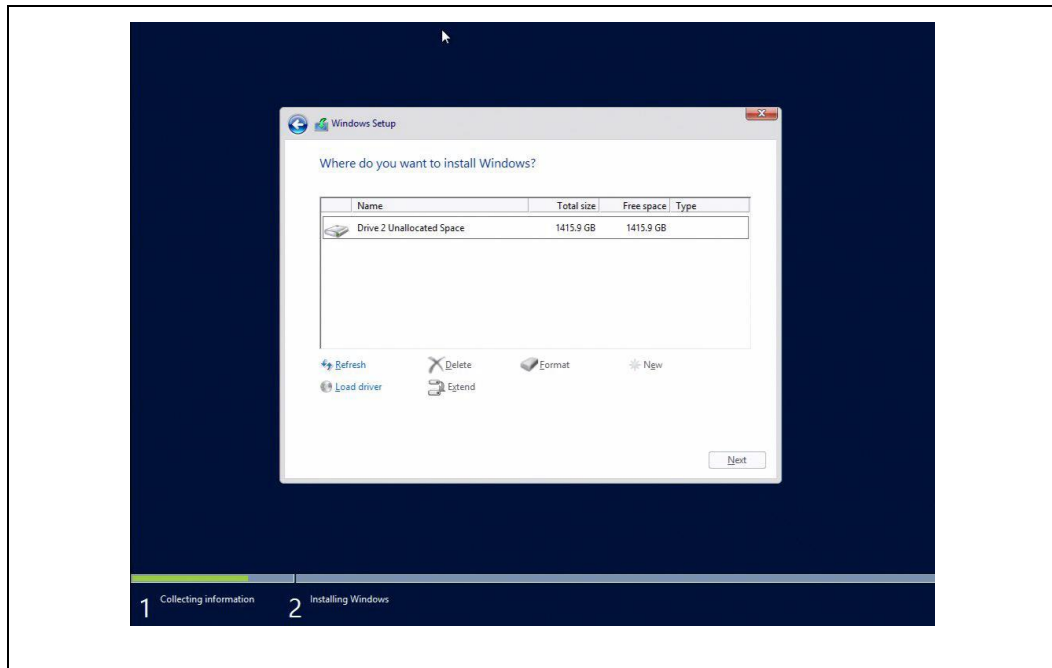 Windows Setup
Where do you want to install Windows?
Name Total size Free space Type
Drive 2 Unallocated Space 1415.9 GB 1415.9 GB
Refresh Delete Format New
Load driver Extend
Next
1 Collecting information 2 Installing Windows